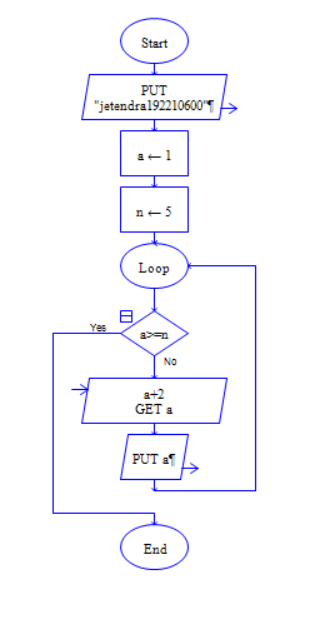 Start
PUT
"jetendra192210600"¶
a ← 1
n ← 5
Loop
Yes
a>=n
No
a+2
GET a
PUT a¶
End